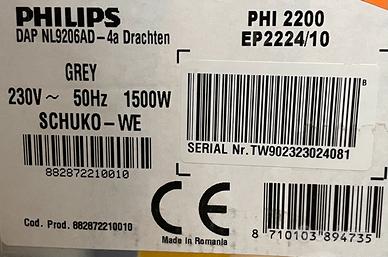 PHILIPS
DAP NL9206AD-4a Drachten
PHI 2200
EP2224/10
GREY
230V ~ 50Hz 1500W
SCHUKO-WE
882872210010
SERIAL Nr.TW902323024081
Cod. Prod. 882872210010
CE
Made in Romania
8 710103 894735